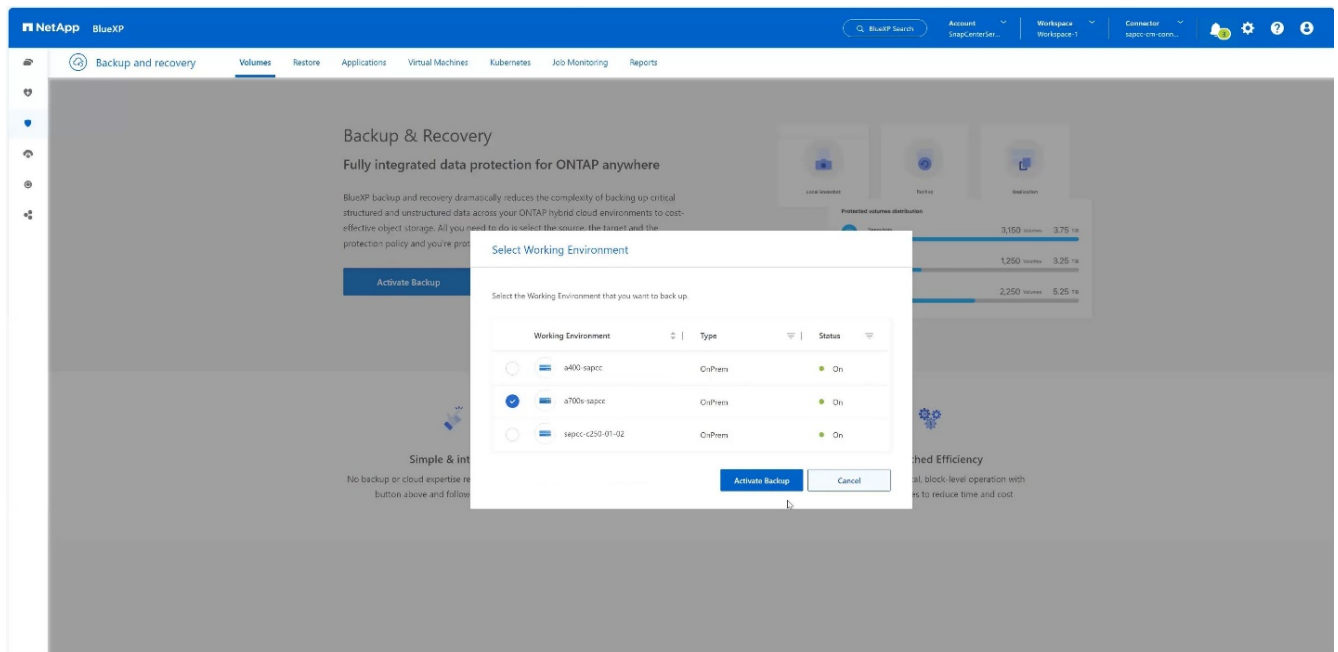 NetApp BlueXP
BlueXP Search
Account
SnapCenterSer...
Workspace
Workspace-1
Connector
sapcc-cm-conn...
Backup and recovery
Volumes Restore Applications Virtual Machines Kubernetes Job Monitoring Reports
Backup & Recovery
Fully integrated data protection for ONTAP anywhere
BlueXP backup and recovery dramatically reduces the complexity of backing up critical
structured and unstructured data across your ONTAP hybrid cloud environments to cost-
effective object storage. All you need to do is select the source, the target and the
protection policy and you're prot
Activate Backup
Local Snapshot
Application
Protected volumes distribution
3,150 Volumes 3.75 TiB
1,250 Volumes 3.25 TiB
2,250 Volumes 5.25 TiB
Select Working Environment
Select the Working Environment that you want to back up.
Working Environment Type Status
a400-sapcc OnPrem On
a700s-sapcc OnPrem On
sapcc-c250-01-02 OnPrem On
Activate Backup Cancel
Simple & int
No backup or cloud expertise re
button above and follow
ched Efficiency
al, block-level operation with
es to reduce time and cost